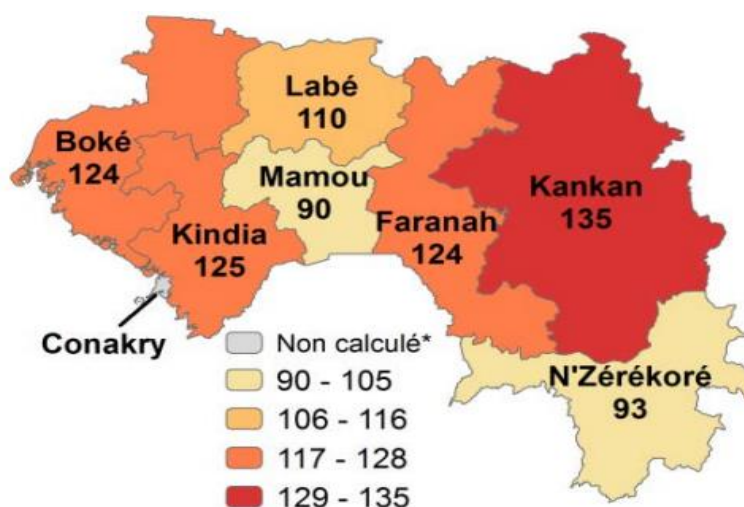 Labé
110
Boké
124
Mamou
90
Kankan
135
Kindia
125
Faranah
124
Conakry
N'Zérékoré
93
Non calculé*
90 - 105
106 - 116
117 - 128
129 - 135